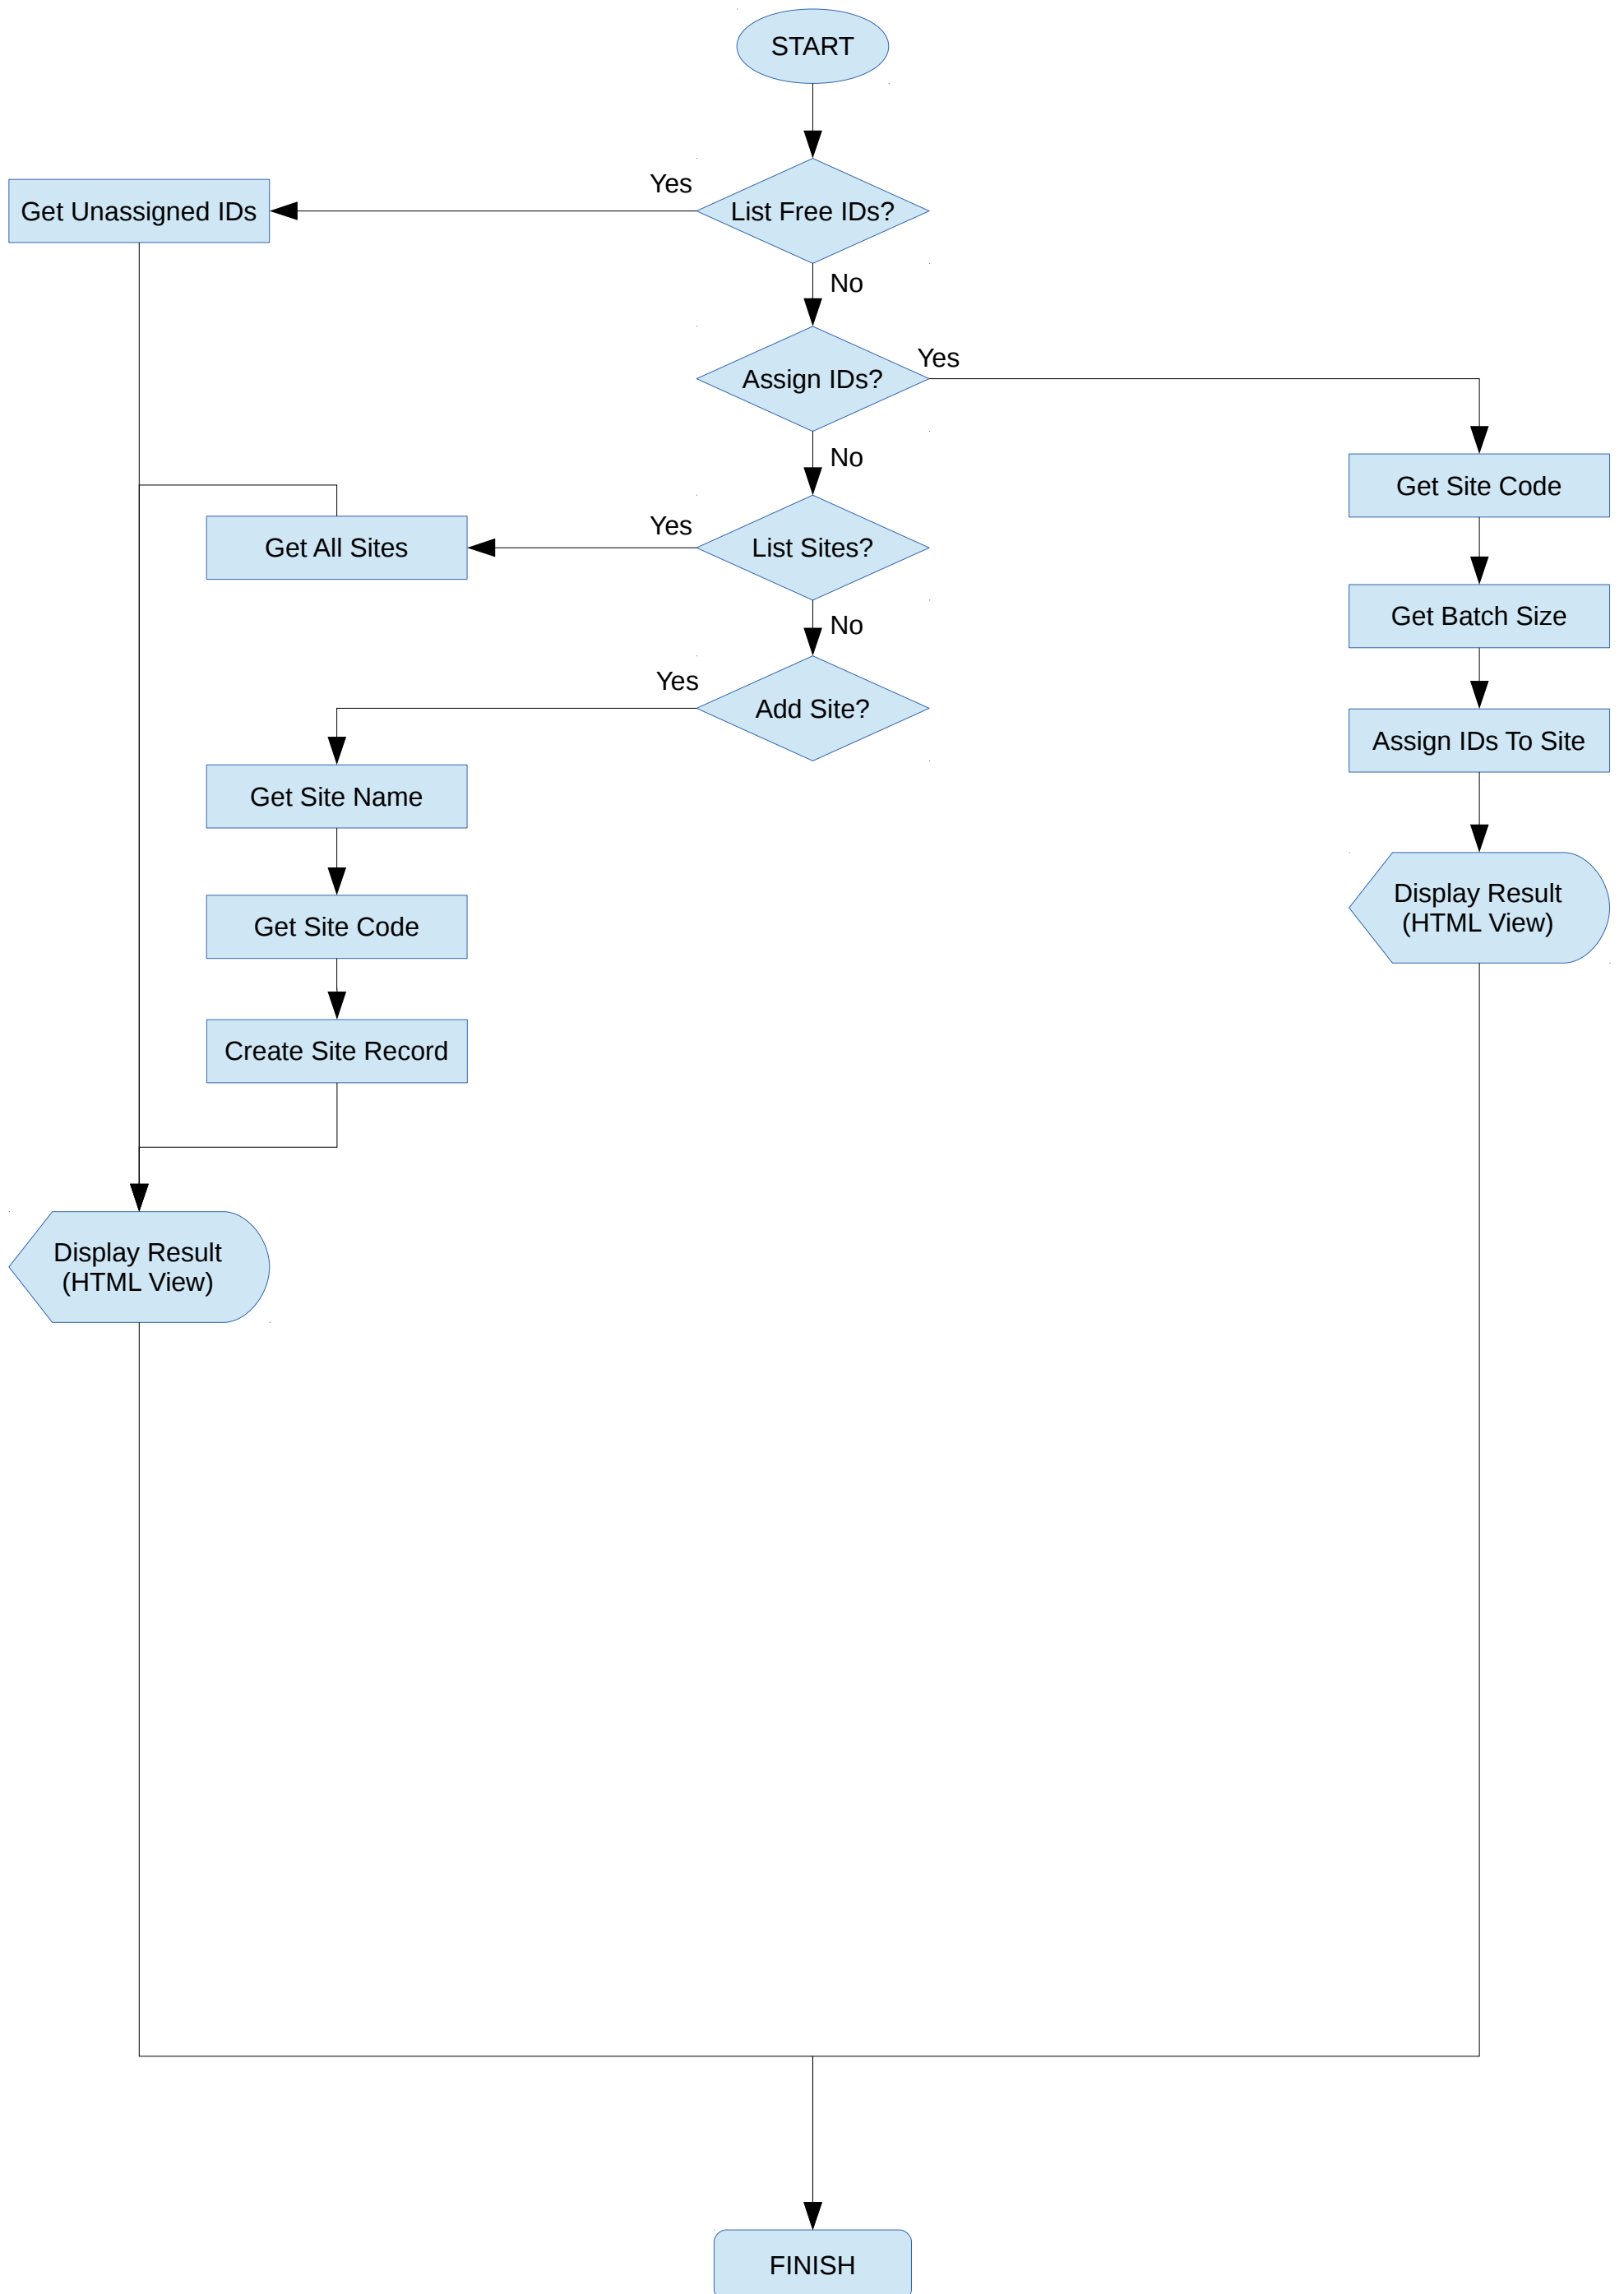 START
Yes
Get Unassigned IDs
List Free IDs?
No
Yes
Assign IDs?
No
Get Site Code
Yes
Get All Sites
List Sites?
Get Batch Size
No
Yes
Add Site?
Assign IDs To Site
Get Site Name
Display Result
(HTML View)
Get Site Code
Create Site Record
Display Result
(HTML View)
FINISH